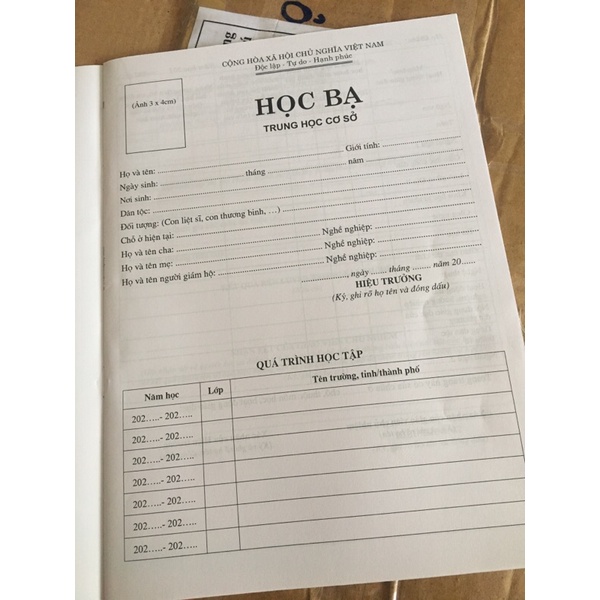 CỘNG HÒA XÃ HỘI CHỦ NGHĨA VIỆT NAM
Độc lập - Tự do - Hạnh phúc
(Ảnh 3 x 4cm)
HỌC BẠ
TRUNG HỌC CƠ SỞ
Họ và tên: ........................ Giới tính: ............
Ngày sinh: .................. tháng .................. năm ..................
Nơi sinh: ........................
Dân tộc: ........................
Đối tượng: (Con liệt sĩ, con thương binh, …) ........................
Chỗ ở hiện tại: ........................
Họ và tên cha: ........................ Nghề nghiệp: ........................
Họ và tên mẹ: ........................ Nghề nghiệp: ........................
Họ và tên người giám hộ: ........................ Nghề nghiệp: ........................
.................., ngày ...... tháng ....... năm 20......
HIỆU TRƯỞNG
(Ký, ghi rõ họ tên và đóng dấu)
QUÁ TRÌNH HỌC TẬP
Năm học Lớp Tên trường, tỉnh/thành phố
202…..- 202…..
202…..- 202…..
202…..- 202…..
202…..- 202…..
202…..- 202…..
202…..- 202…..
202…..- 202…..